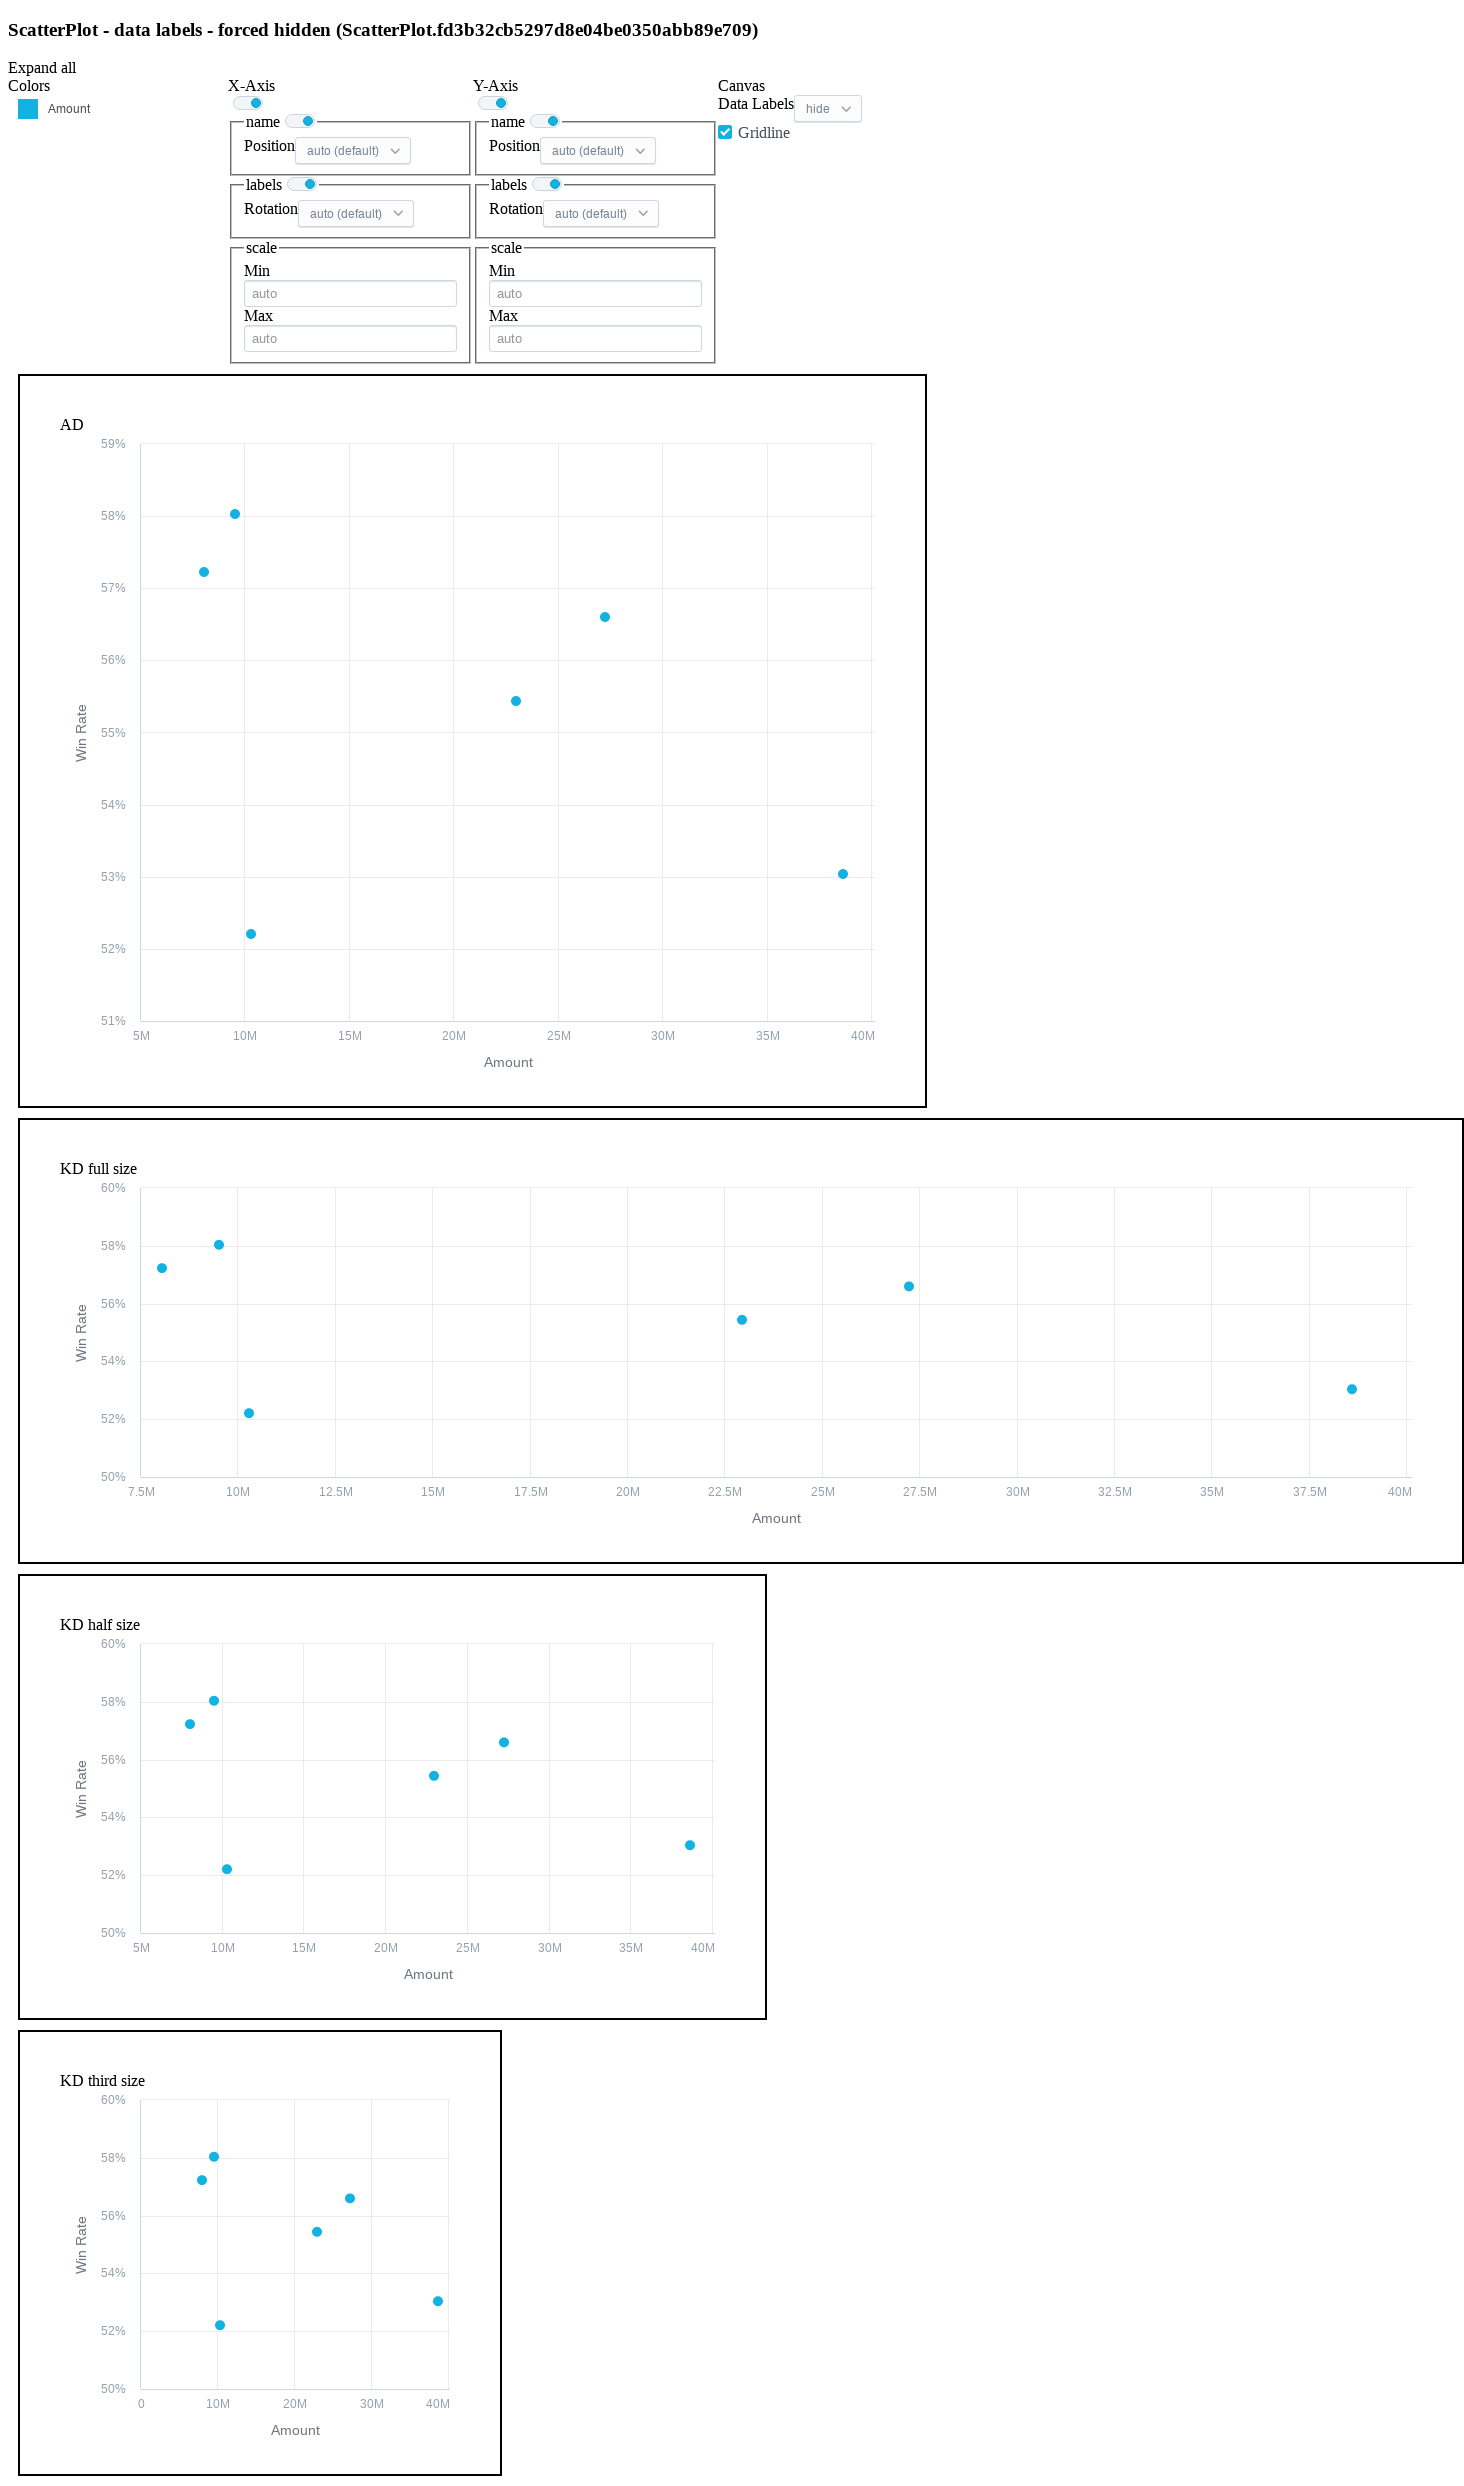 ScatterPlot - data labels - forced hidden (ScatterPlot.fd3b32cb5297d8e04be0350abb89e709)
Expand all
Colors
Amount
X-Axis
name
Position auto (default)
labels
Rotation auto (default)
scale
Min
auto
Max
auto
Y-Axis
name
Position auto (default)
labels
Rotation auto (default)
scale
Min
auto
Max
auto
Canvas
Data Labels hide
Gridline
AD
59%
58%
57%
56%
55%
54%
53%
52%
51%
Win Rate
5M 10M 15M 20M 25M 30M 35M 40M
Amount
KD full size
60%
58%
56%
54%
52%
50%
Win Rate
7.5M 10M 12.5M 15M 17.5M 20M 22.5M 25M 27.5M 30M 32.5M 35M 37.5M 40M
Amount
KD half size
60%
58%
56%
54%
52%
50%
Win Rate
5M 10M 15M 20M 25M 30M 35M 40M
Amount
KD third size
60%
58%
56%
54%
52%
50%
Win Rate
0 10M 20M 30M 40M
Amount